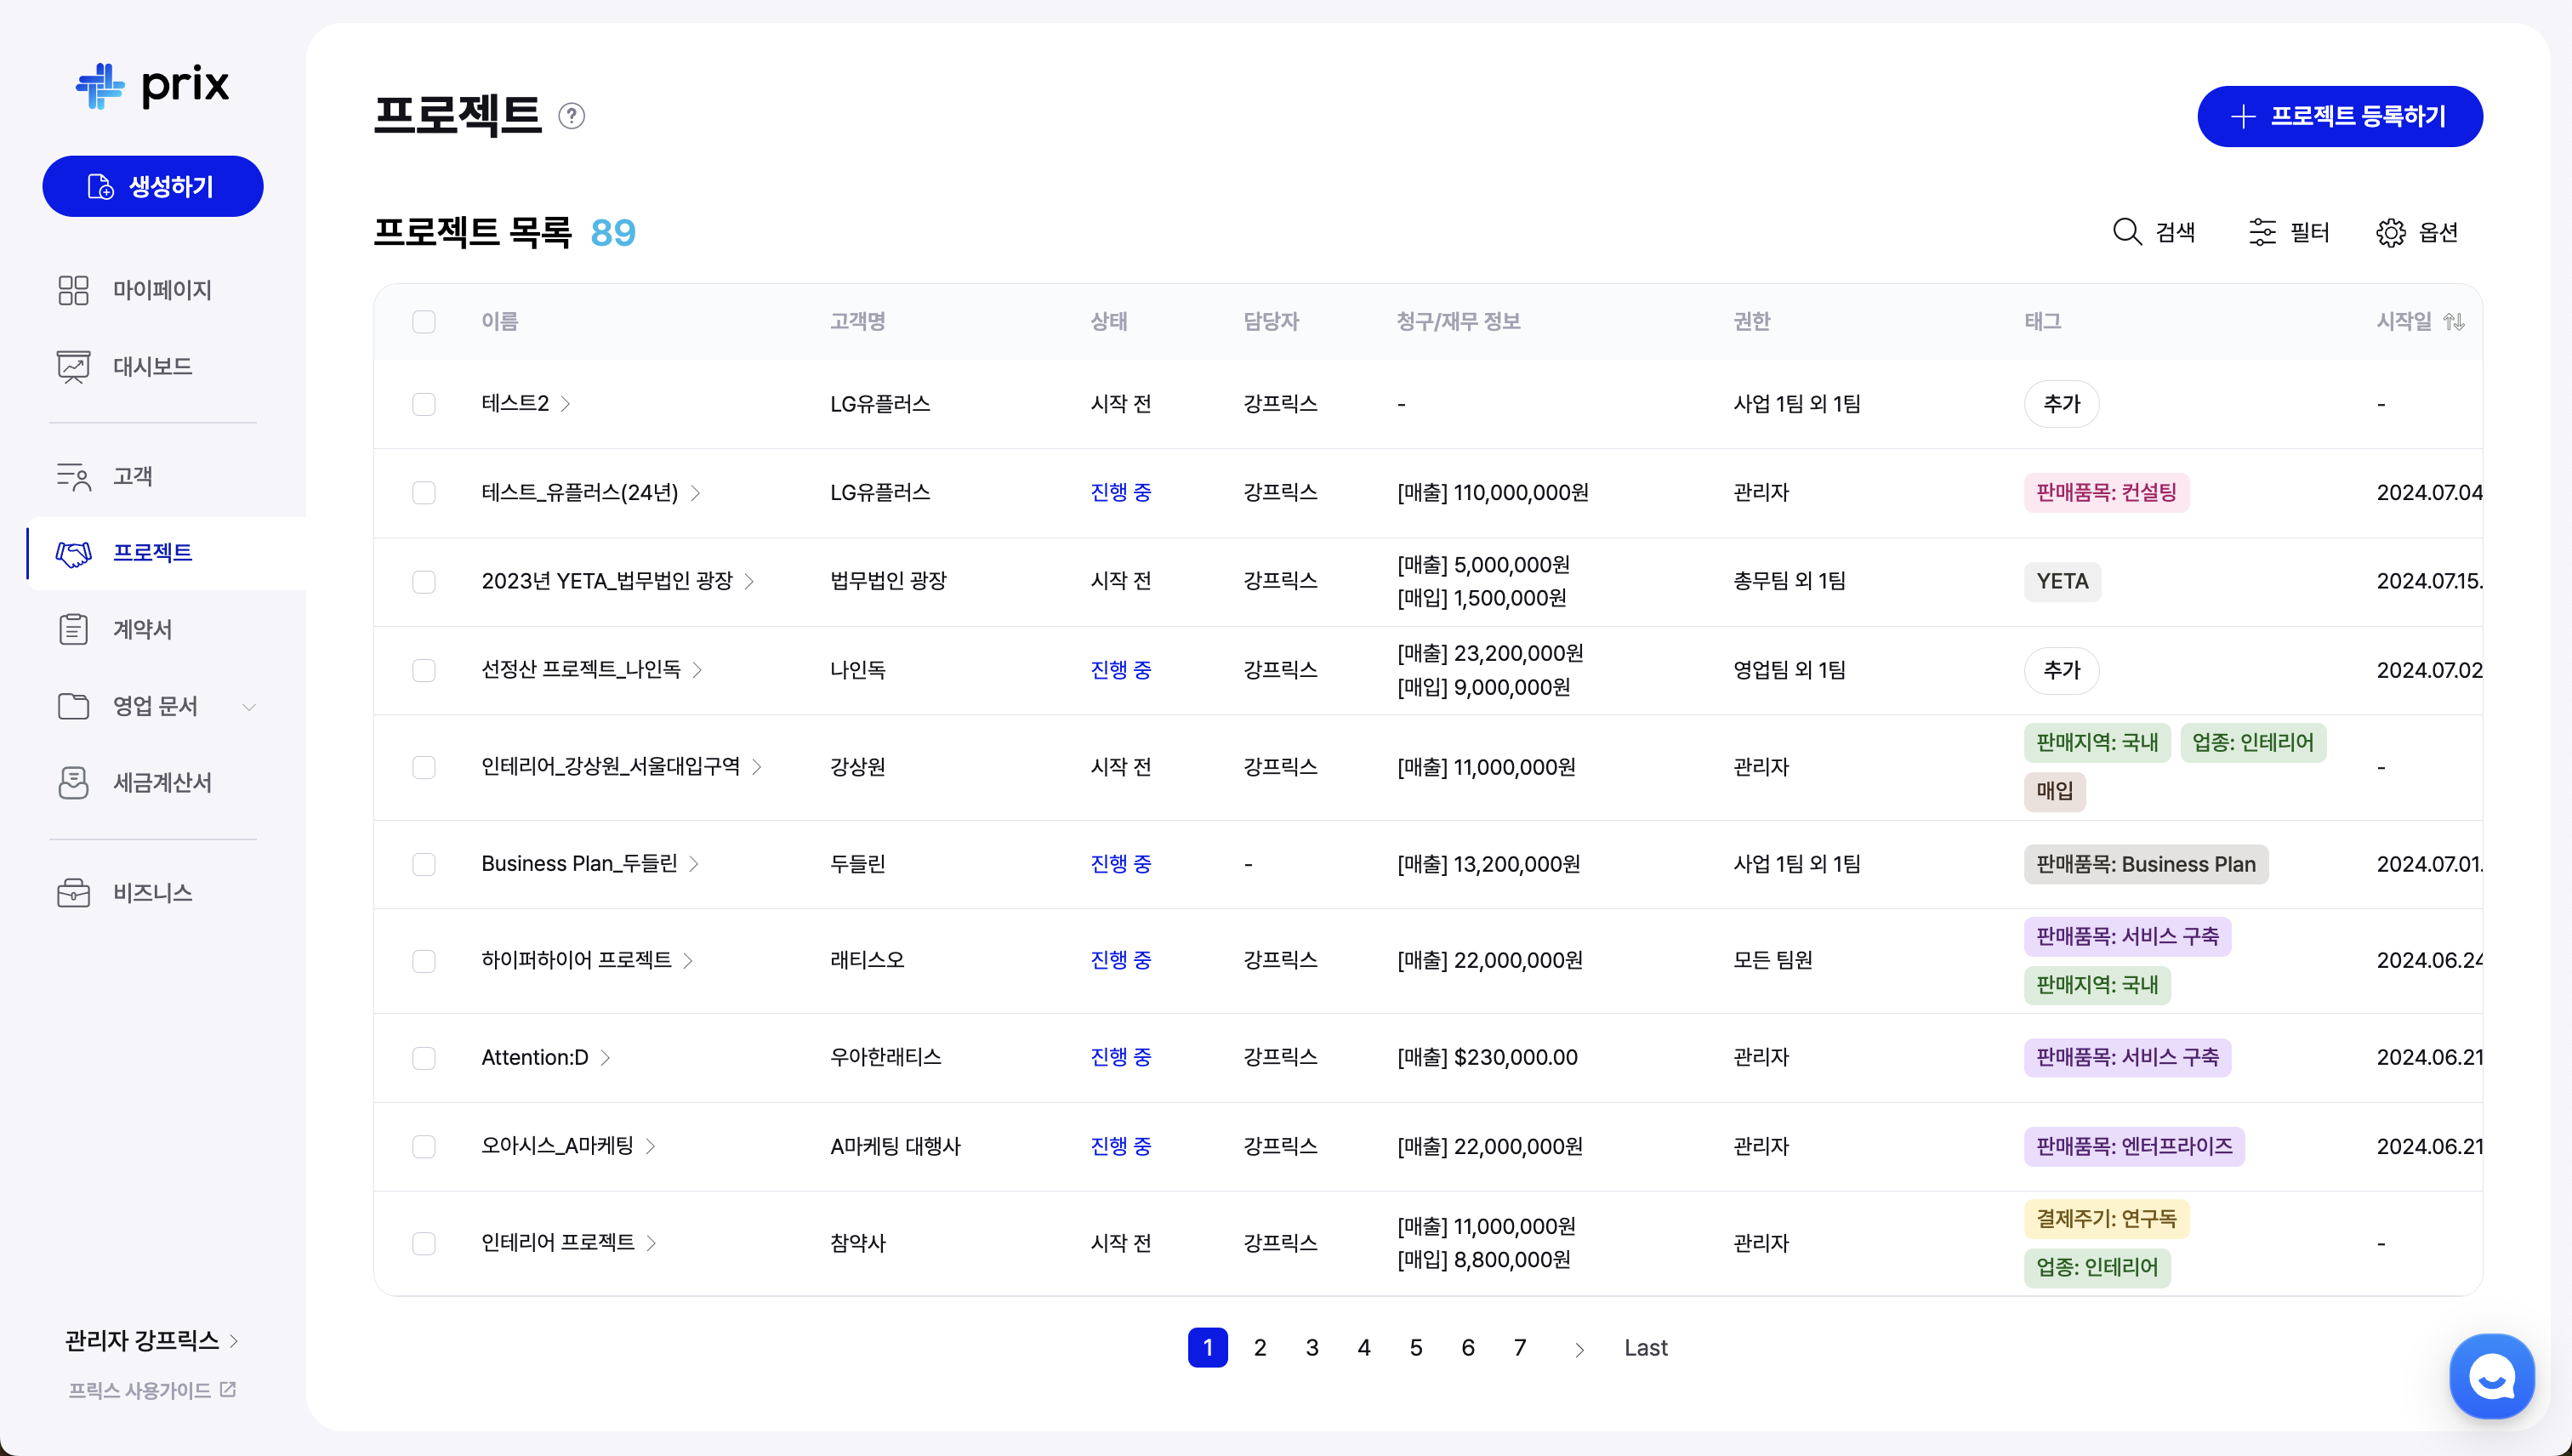 prix
생성하기
마이페이지
대시보드
고객
프로젝트
계약서
영업 문서
세금계산서
비즈니스
관리자 강프릭스
프릭스 사용가이드
프로젝트 ?
프로젝트 등록하기
프로젝트 목록 89
검색 필터 옵션
이름 고객명 상태 담당자 청구/재무 정보 권한 태그 시작일
테스트2 LG유플러스 시작 전 강프릭스 - 사업 1팀 외 1팀 추가 -
테스트_유플러스(24년) LG유플러스 진행 중 강프릭스 [매출] 110,000,000원 관리자 판매품목: 컨설팅 2024.07.04
2023년 YETA_법무법인 광장 법무법인 광장 시작 전 강프릭스 [매출] 5,000,000원
[매입] 1,500,000원 총무팀 외 1팀 YETA 2024.07.15.
선정산 프로젝트_나인독 나인독 진행 중 강프릭스 [매출] 23,200,000원
[매입] 9,000,000원 영업팀 외 1팀 추가 2024.07.02
인테리어_강상원_서울대입구역 강상원 시작 전 강프릭스 [매출] 11,000,000원 관리자 판매지역: 국내 업종: 인테리어
매입 -
Business Plan_두들린 두들린 진행 중 - [매출] 13,200,000원 사업 1팀 외 1팀 판매품목: Business Plan 2024.07.01.
하이퍼하이어 프로젝트 래티스오 진행 중 강프릭스 [매출] 22,000,000원 모든 팀원 판매품목: 서비스 구축
판매지역: 국내 2024.06.24
Attention:D 우아한래티스 진행 중 강프릭스 [매출] $230,000.00 관리자 판매품목: 서비스 구축 2024.06.21
오아시스_A마케팅 A마케팅 대행사 진행 중 강프릭스 [매출] 22,000,000원 관리자 판매품목: 엔터프라이즈 2024.06.21
인테리어 프로젝트 참약사 시작 전 강프릭스 [매출] 11,000,000원
[매입] 8,800,000원 관리자 결제주기: 연구독
업종: 인테리어 -
1 2 3 4 5 6 7 Last